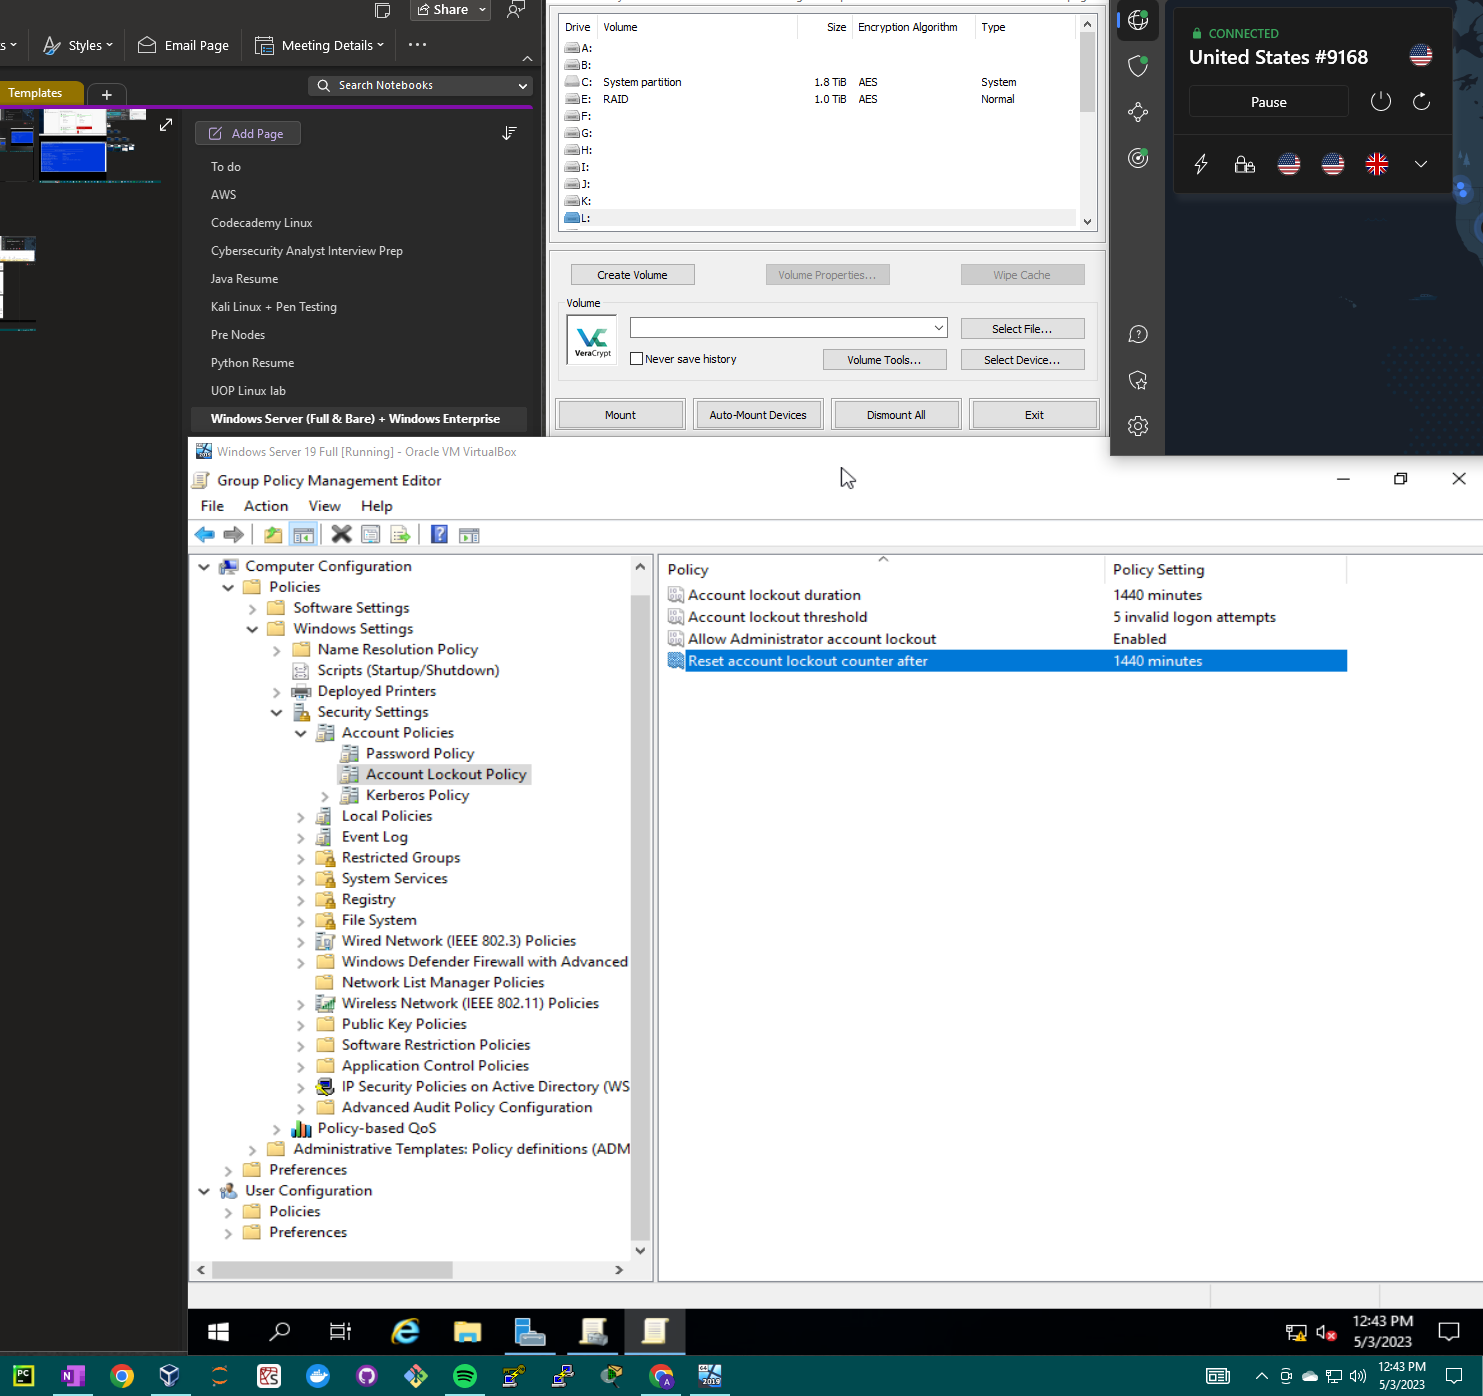 Share
Styles
Email Page
Meeting Details
Templates
Search Notebooks
Add Page
To do
AWS
Codecademy Linux
Cybersecurity Analyst Interview Prep
Java Resume
Kali Linux + Pen Testing
Pre Nodes
Python Resume
UOP Linux lab
Windows Server (Full & Bare) + Windows Enterprise
Drive Volume Size Encryption Algorithm Type
A:
B:
C: System partition 1.8 TiB AES System
E: RAID 1.0 TiB AES Normal
F:
G:
H:
I:
J:
K:
L:
Create Volume Volume Properties... Wipe Cache
Volume
VeraCrypt
Select File...
Never save history
Volume Tools... Select Device...
Mount Auto-Mount Devices Dismount All Exit
CONNECTED
United States #9168
Pause
Windows Server 19 Full [Running] - Oracle VM VirtualBox
Group Policy Management Editor
File Action View Help
Computer Configuration
Policies
Software Settings
Windows Settings
Name Resolution Policy
Scripts (Startup/Shutdown)
Deployed Printers
Security Settings
Account Policies
Password Policy
Account Lockout Policy
Kerberos Policy
Local Policies
Event Log
Restricted Groups
System Services
Registry
File System
Wired Network (IEEE 802.3) Policies
Windows Defender Firewall with Advanced
Network List Manager Policies
Wireless Network (IEEE 802.11) Policies
Public Key Policies
Software Restriction Policies
Application Control Policies
IP Security Policies on Active Directory (WS
Advanced Audit Policy Configuration
Policy-based QoS
Administrative Templates: Policy definitions (ADM
Preferences
User Configuration
Policies
Preferences
Policy Policy Setting
Account lockout duration 1440 minutes
Account lockout threshold 5 invalid logon attempts
Allow Administrator account lockout Enabled
Reset account lockout counter after 1440 minutes
12:43 PM
5/3/2023
12:43 PM
5/3/2023